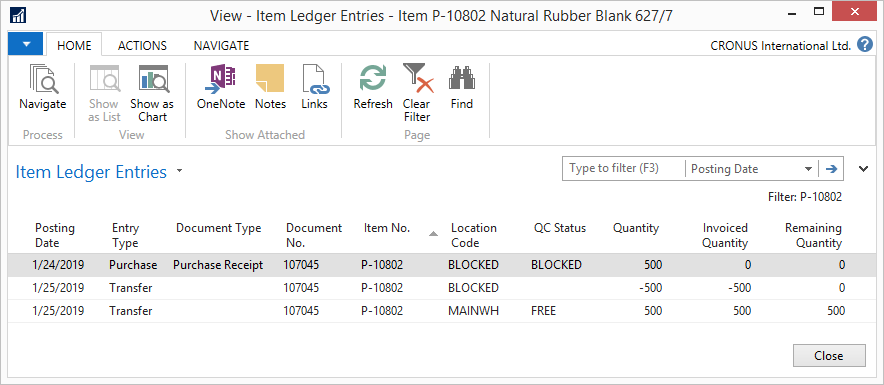 View - Item Ledger Entries - Item P-10802 Natural Rubber Blank 627/7
HOME ACTIONS NAVIGATE CRONUS International Ltd.
Navigate Show as List Show as Chart OneNote Notes Links Refresh Clear Filter Find
Process View Show Attached Page
Item Ledger Entries Type to filter (F3) Posting Date
Filter: P-10802
Posting Date Entry Type Document Type Document No. Item No. Location Code QC Status Quantity Invoiced Quantity Remaining Quantity
1/24/2019 Purchase Purchase Receipt 107045 P-10802 BLOCKED BLOCKED 500 0 0
1/25/2019 Transfer 107045 P-10802 BLOCKED -500 -500 0
1/25/2019 Transfer 107045 P-10802 MAINWH FREE 500 500 500
Close